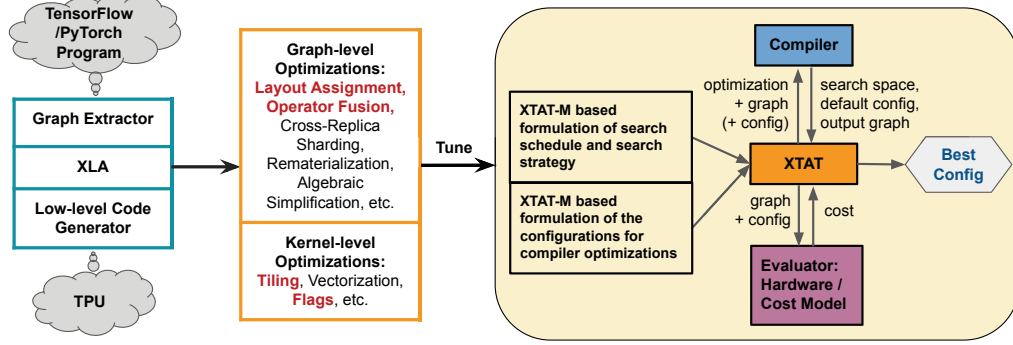 TensorFlow
/PyTorch
Program
Graph Extractor
XLA
Low-level Code
Generator
TPU
Graph-level
Optimizations:
Layout Assignment,
Operator Fusion,
Cross-Replica
Sharding,
Rematerialization,
Algebraic
Simplification, etc.
Kernel-level
Optimizations:
Tiling, Vectorization,
Flags, etc.
Tune
XTAT-M based
formulation of search
schedule and search
strategy
XTAT-M based
formulation of the
configurations for
compiler optimizations
Compiler
optimization
+ graph
(+ config)
search space,
default config,
output graph
XTAT
Best
Config
graph
+ config
cost
Evaluator:
Hardware /
Cost Model